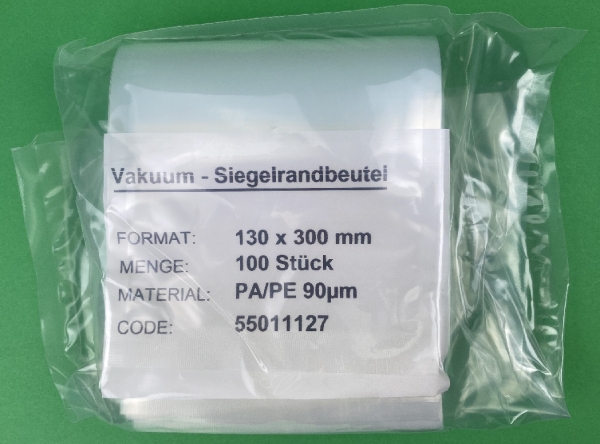 Vakuum - Siegelrandbeutel
FORMAT: 130 x 300 mm
MENGE: 100 Stück
MATERIAL: PA/PE 90µm
CODE: 55011127